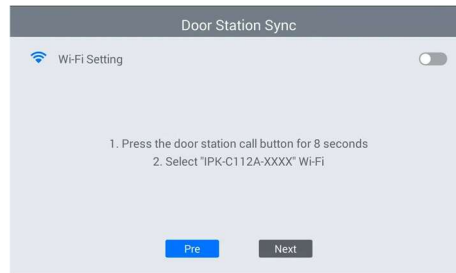 Door Station Sync
Wi-Fi Setting
1. Press the door station call button for 8 seconds
2. Select "IPK-C112A-XXXX" Wi-Fi
Pre Next